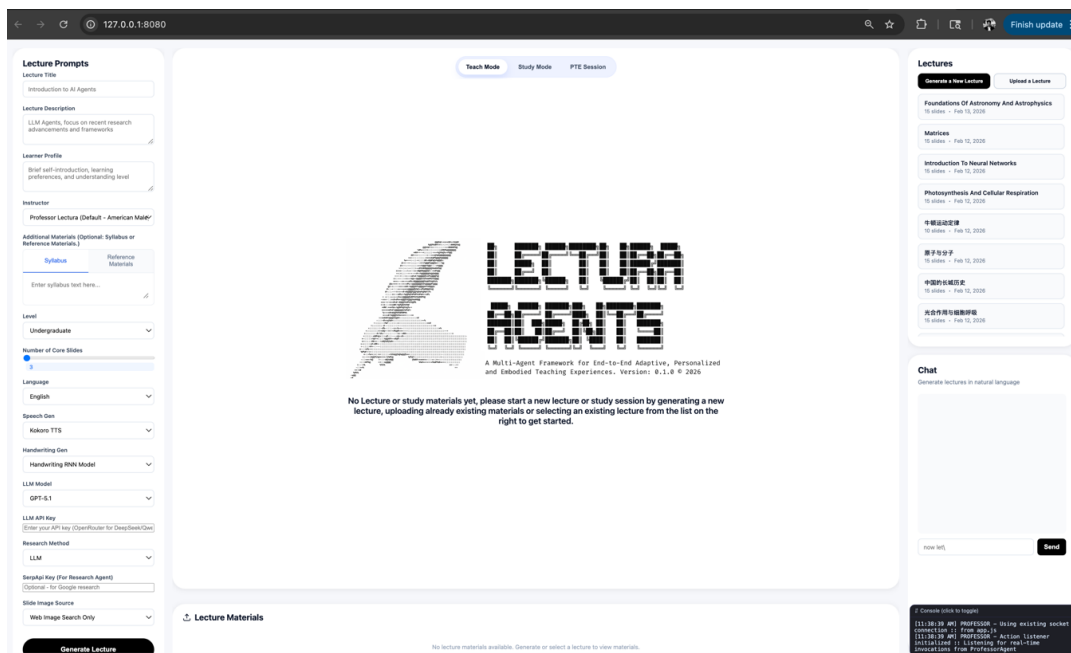 127.0.0.1:8080
Finish update
Lecture Prompts
Lecture Title
Introduction to AI Agents
Lecture Description
LLM Agents, focus on recent research
advancements and frameworks
Learner Profile
Brief self-introduction, learning
preferences, and understanding level
Instructor
Professor Lectura (Default - American Male)
Additional Materials (Optional: Syllabus or
Reference Materials.)
Syllabus
Reference
Materials
Enter syllabus text here...
Level
Undergraduate
Number of Core Slides
3
Language
English
Speech Gen
Kokoro TTS
Handwriting Gen
Handwriting RNN Model
LLM Model
GPT-5.1
LLM API Key
Enter your API key (OpenRouter for DeepSeek/Qwe
Research Method
LLM
SerpApi Key (For Research Agent)
Optional - for Google research
Slide Image Source
Web Image Search Only
Generate Lecture
Teach Mode
Study Mode
PTE Session
A Multi-Agent Framework for End-to-End Adaptive, Personalized
and Embodied Teaching Experiences. Version: 0.1.0 © 2026
No Lecture or study materials yet, please start a new lecture or study session by generating a new
lecture, uploading already existing materials or selecting an existing lecture from the list on the
right to get started.
Lecture Materials
No lecture materials available. Generate or select a lecture to view materials.
Lectures
Generate a New Lecture
Upload a Lecture
Foundations Of Astronomy And Astrophysics
15 slides • Feb 13, 2026
Matrices
15 slides • Feb 12, 2026
Introduction To Neural Networks
15 slides • Feb 12, 2026
Photosynthesis And Cellular Respiration
15 slides • Feb 12, 2026
牛顿运动定律
10 slides • Feb 12, 2026
原子与分子
15 slides • Feb 12, 2026
中国的长城历史
15 slides • Feb 12, 2026
光合作用与细胞呼吸
15 slides • Feb 12, 2026
Chat
Generate lectures in natural language
now let\
Send
Console (click to toggle)
[11:38:39 AM] PROFESSOR – Using existing socket
connection :: from app.js
[11:38:39 AM] PROFESSOR – Action listener
initialized :: Listening for real-time
invocations from ProfessorAgent